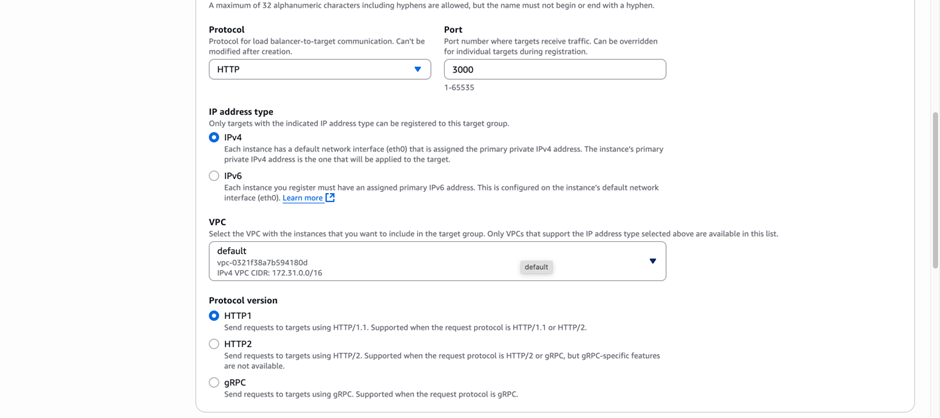 A maximum of 32 alphanumeric characters including hyphens are allowed, but the name must not begin or end with a hyphen.
Protocol
Protocol for load balancer-to-target communication. Can't be
modified after creation.
HTTP
Port
Port number where targets receive traffic. Can be overridden
for individual targets during registration.
3000
1-65535
IP address type
Only targets with the indicated IP address type can be registered to this target group.
IPv4
Each instance has a default network interface (eth0) that is assigned the primary private IPv4 address. The instance's primary
private IPv4 address is the one that will be applied to the target.
IPv6
Each instance you register must have an assigned primary IPv6 address. This is configured on the instance's default network
interface (eth0). Learn more
VPC
Select the VPC with the instances that you want to include in the target group. Only VPCs that support the IP address type selected above are available in this list.
default
vpc-0321f38a7b594180d
IPv4 VPC CIDR: 172.31.0.0/16
default
Protocol version
HTTP1
Send requests to targets using HTTP/1.1. Supported when the request protocol is HTTP/1.1 or HTTP/2.
HTTP2
Send requests to targets using HTTP/2. Supported when the request protocol is HTTP/2 or gRPC, but gRPC-specific features
are not available.
gRPC
Send requests to targets using gRPC. Supported when the request protocol is gRPC.